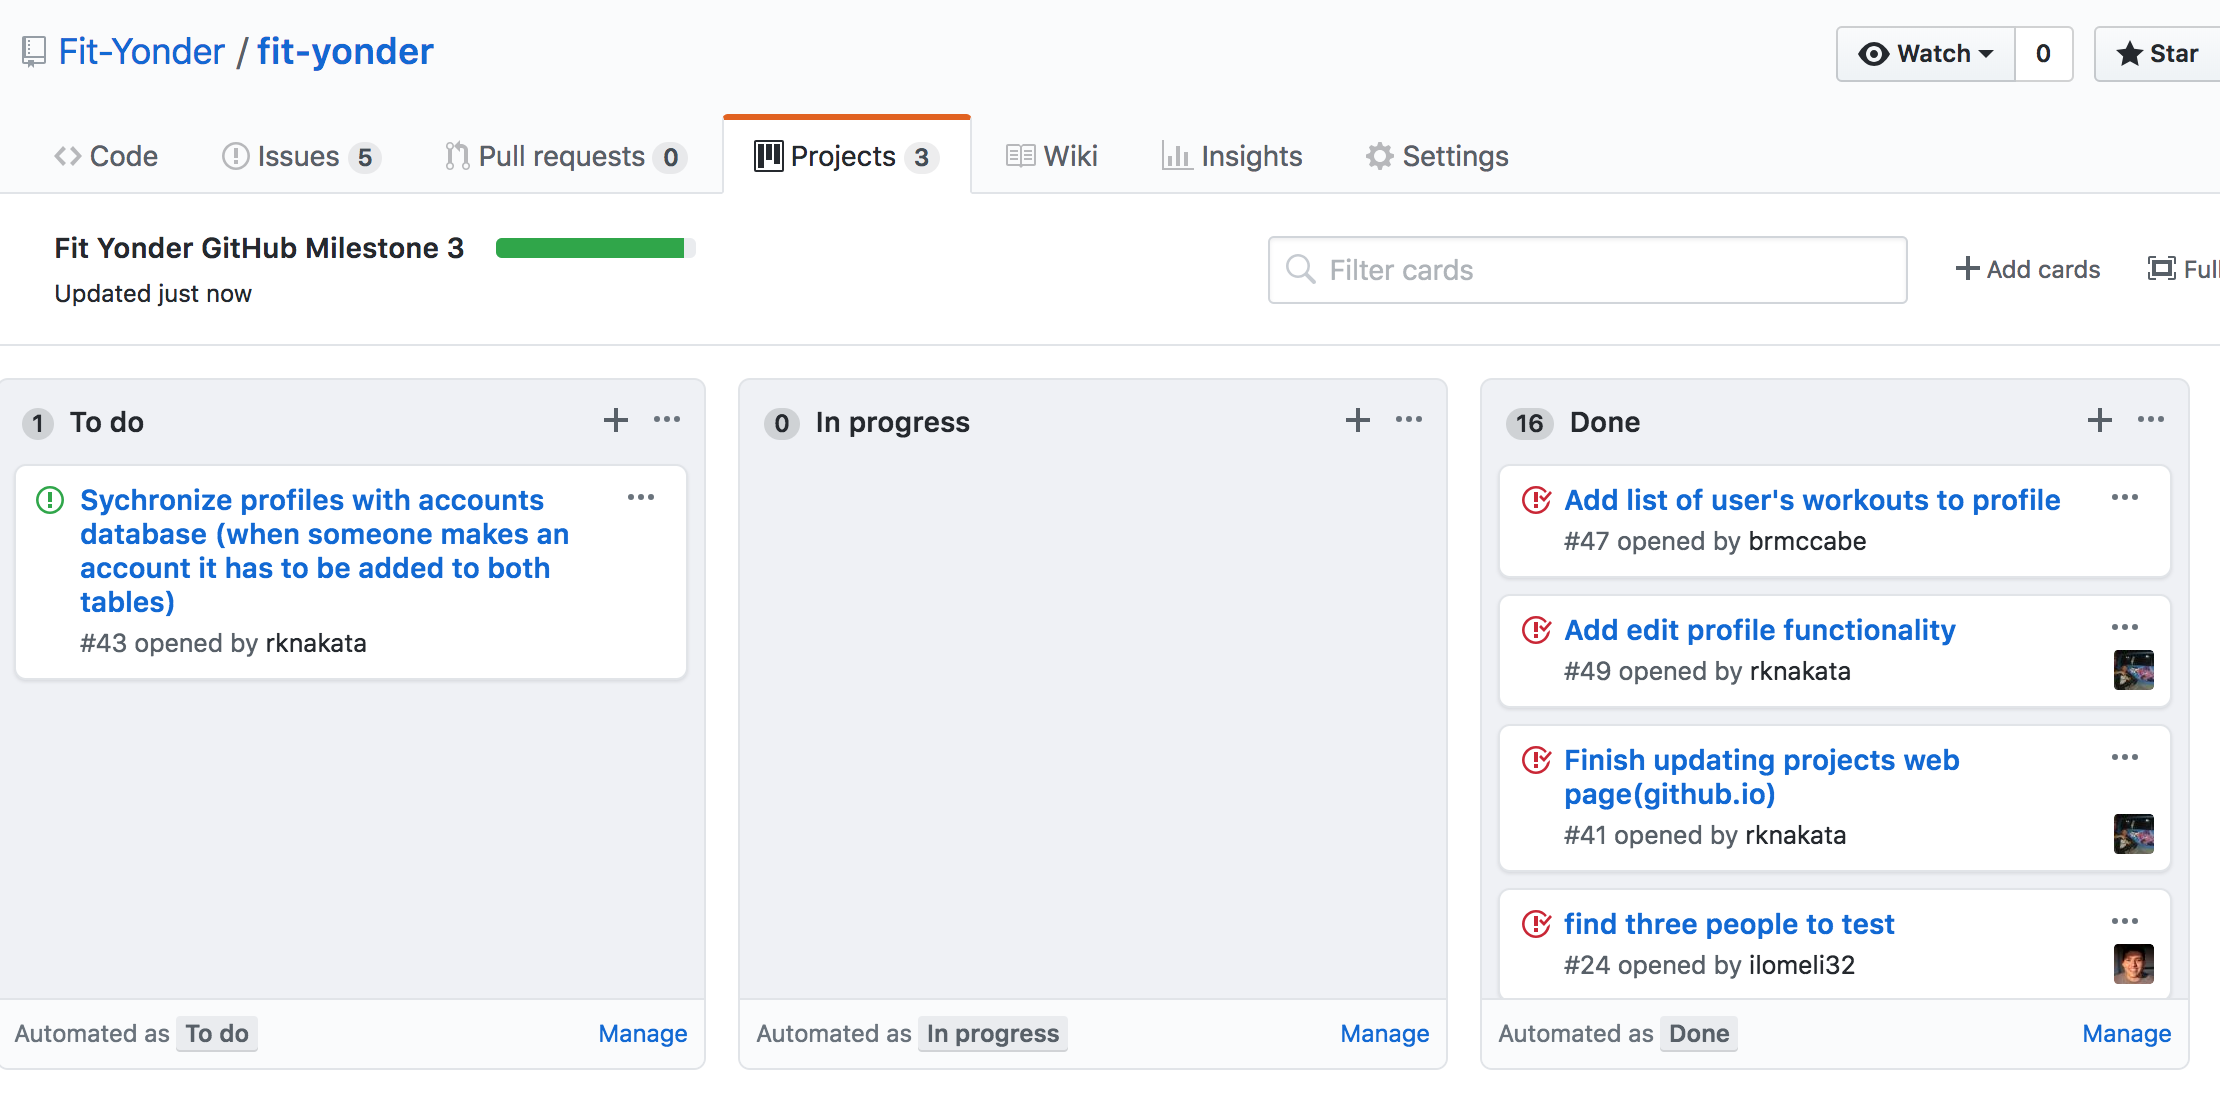 Fit-Yonder / fit-yonder
Watch 0
Star
Code
Issues 5
Pull requests 0
Projects 3
Wiki
Insights
Settings
Fit Yonder GitHub Milestone 3
Updated just now
Filter cards
Add cards
Full
1 To do
Sychronize profiles with accounts
database (when someone makes an
account it has to be added to both
tables)
#43 opened by rknakata
Automated as To do
Manage
0 In progress
Automated as In progress
Manage
16 Done
Add list of user's workouts to profile
#47 opened by brmccabe
Add edit profile functionality
#49 opened by rknakata
Finish updating projects web
page(github.io)
#41 opened by rknakata
find three people to test
#24 opened by ilomeli32
Automated as Done
Manage